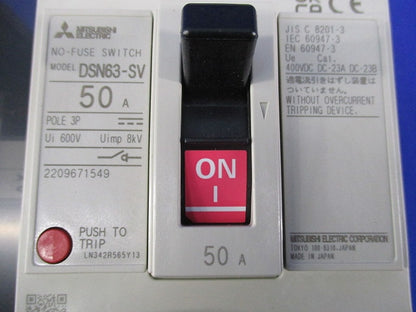 MITSUBISHI
ELECTRIC
NO-FUSE SWITCH
MODEL DSN63-SV
50 A
POLE 3P
Ui 600V Uimp 8kV
2209671549
PUSH TO
TRIP
LN342R565Y13
ON
I
50 A
JIS C 8201-3
IEC 60947-3
EN 60947-3
Ue Cat.
400VDC DC-23A DC-23B
過電流引きはずし装置は
ついていません。
WITHOUT OVERCURRENT
TRIPPING DEVICE.
MITSUBISHI ELECTRIC CORPORATION
TOKYO 100-8310,JAPAN
MADE IN JAPAN